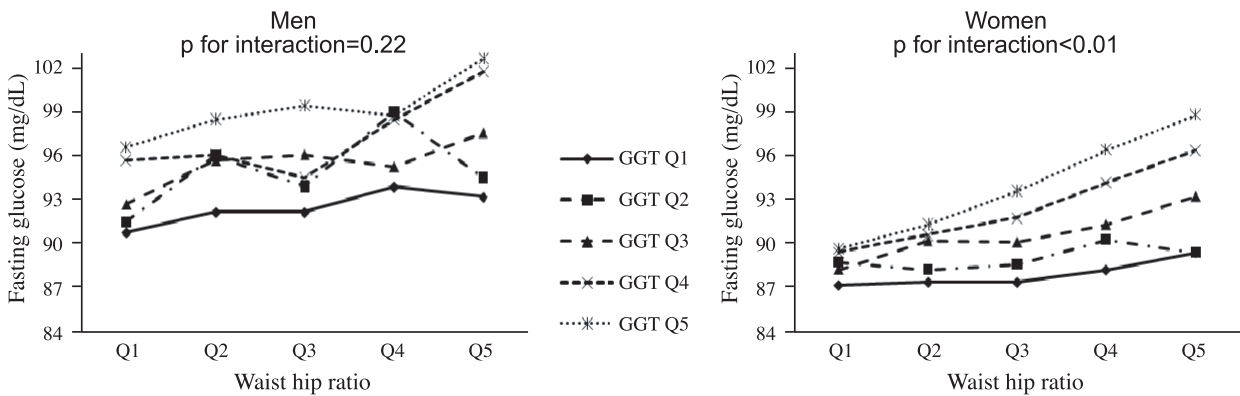 Men
p for interaction=0.22
Fasting glucose (mg/dL)
102
99
96
93
90
87
84
Q1 Q2 Q3 Q4 Q5
Waist hip ratio
GGT Q1
GGT Q2
GGT Q3
GGT Q4
GGT Q5
Women
p for interaction<0.01
Fasting glucose (mg/dL)
102
99
96
93
90
87
84
Q1 Q2 Q3 Q4 Q5
Waist hip ratio